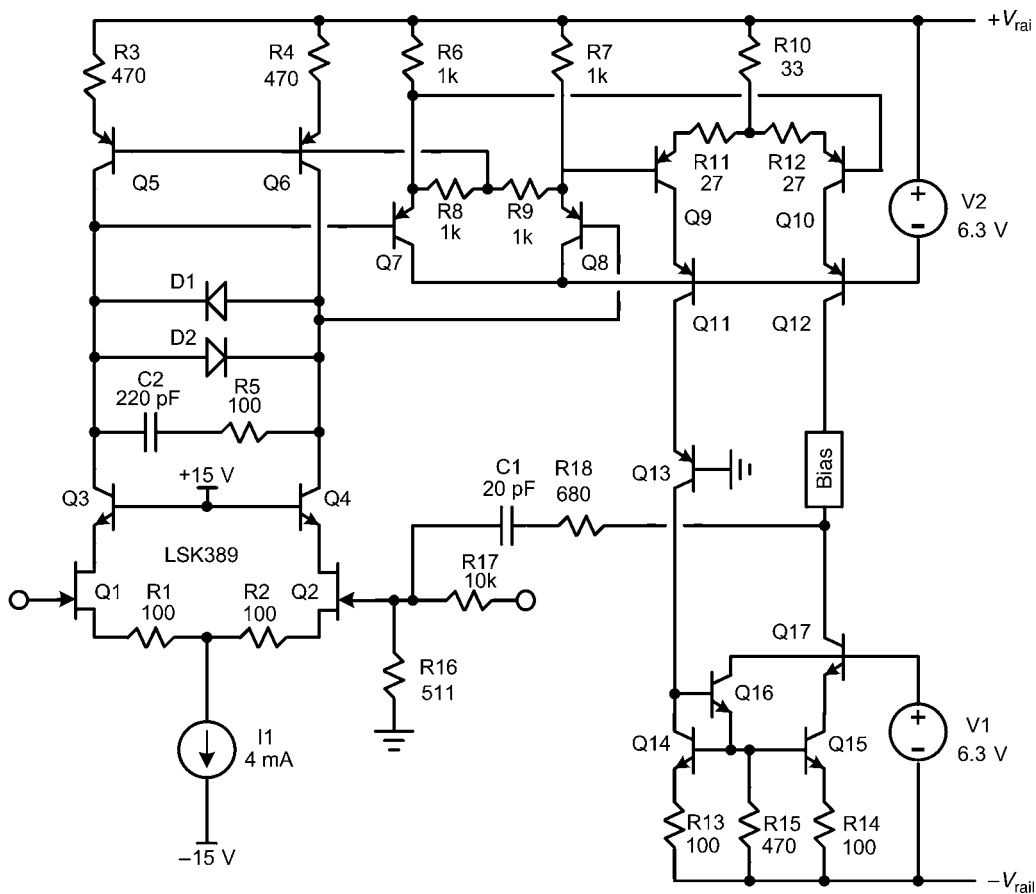 +Vrai
R3
470
R4
470
R6
1k
R7
1k
R10
33
Q5
Q6
R8
1k
R9
1k
R11
27
R12
27
Q7
Q8
Q9
Q10
V2
6.3 V
D1
D2
Q11
Q12
C2
220 pF
R5
100
Q3
+15 V
Q4
C1
20 pF
R18
680
Q13
Bias
LSK389
Q1
R1
100
R2
100
Q2
R17
10k
R16
511
Q17
Q16
Q14
Q15
V1
6.3 V
I1
4 mA
R13
100
R15
470
R14
100
–15 V
–Vrail